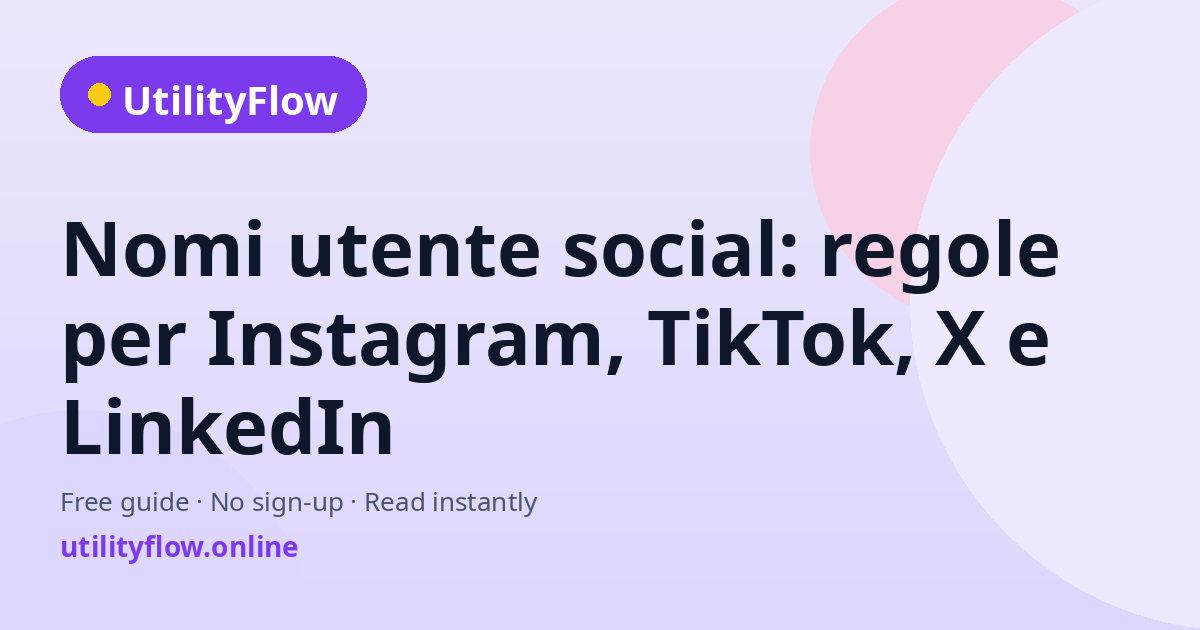 UtilityFlow
Nomi utente social: regole
per Instagram, TikTok, X e
LinkedIn
Free guide · No sign-up · Read instantly
utilityflow.online